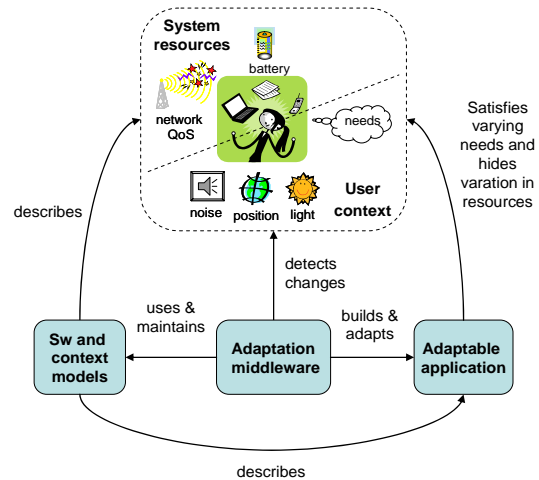 System
resources
battery
network
QoS
needs
noise
position
light
User
context
Satisfies
varying
needs and
hides
varation in
resources
describes
detects
changes
uses &
maintains
builds &
adapts
Sw and
context
models
Adaptation
middleware
Adaptable
application
describes